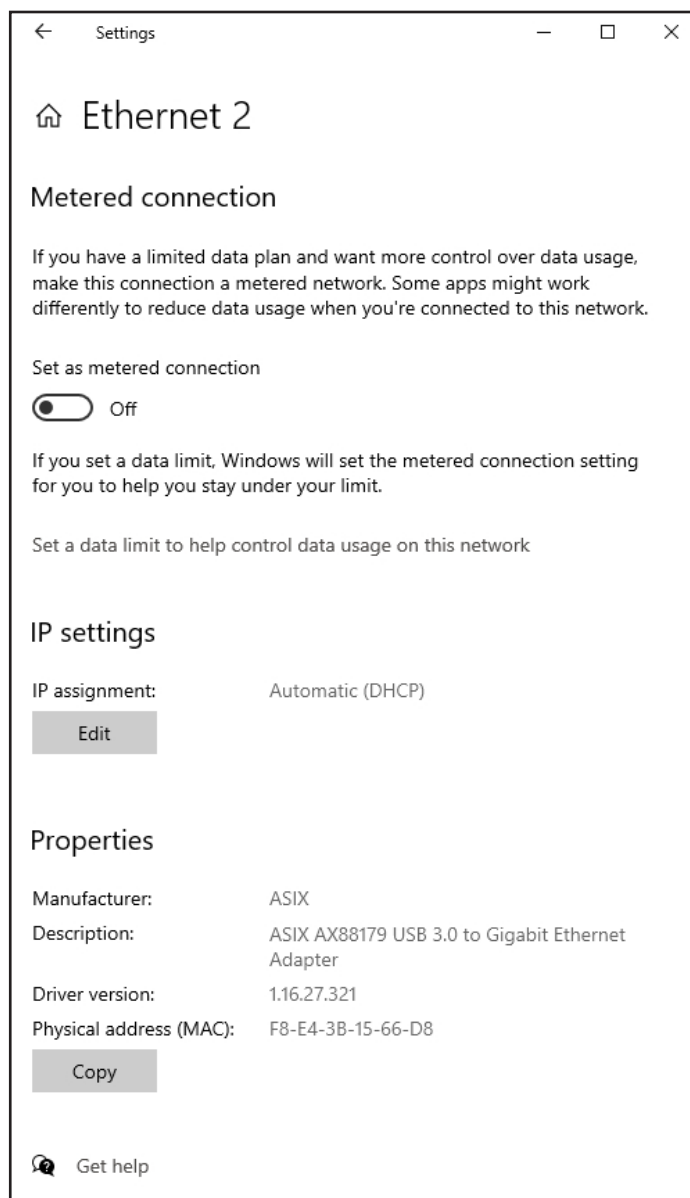 Settings
Ethernet 2
Metered connection
If you have a limited data plan and want more control over data usage,
make this connection a metered network. Some apps might work
differently to reduce data usage when you're connected to this network.
Set as metered connection
Off
If you set a data limit, Windows will set the metered connection setting
for you to help you stay under your limit.
Set a data limit to help control data usage on this network
IP settings
IP assignment: Automatic (DHCP)
Edit
Properties
Manufacturer: ASIX
Description: ASIX AX88179 USB 3.0 to Gigabit Ethernet
Adapter
Driver version: 1.16.27.321
Physical address (MAC): F8-E4-3B-15-66-D8
Copy
Get help